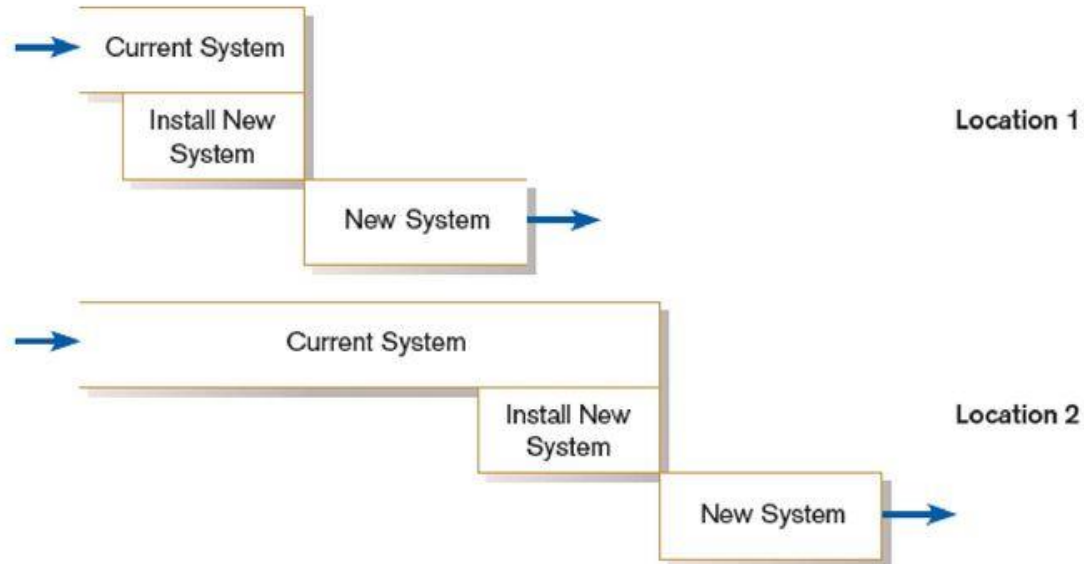 Current System
Install New
System
Location 1
New System
Current System
Install New
System
Location 2
New System